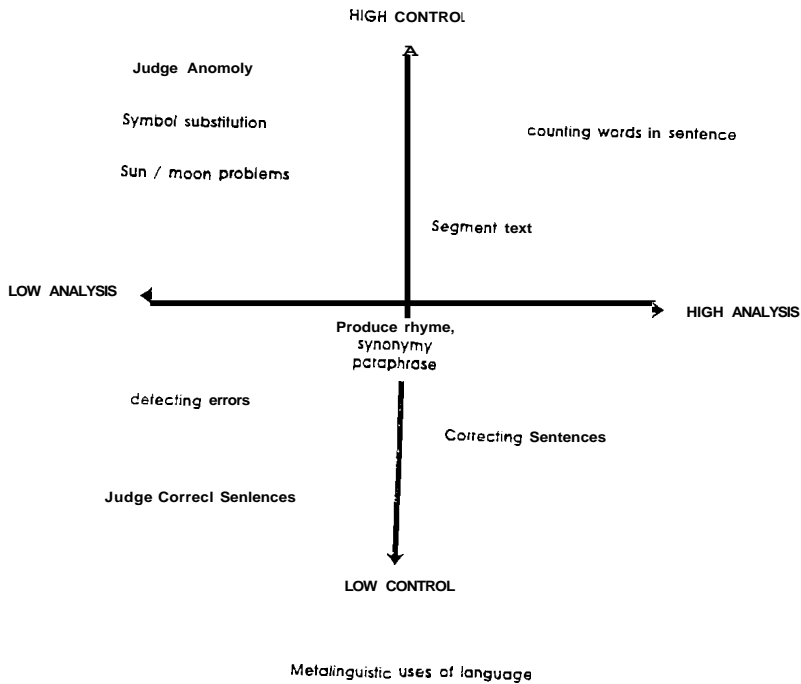 HIGH CONTROL
Judge Anomoly
Symbol substitution
counting words in sentence
Sun / moon problems
Segment text
LOW ANALYSIS
HIGH ANALYSIS
Produce rhyme,
synonymy
paraphrase
detecting errors
Correcting Sentences
Judge Correcl Senlences
LOW CONTROL
Metalinguistic uses of language